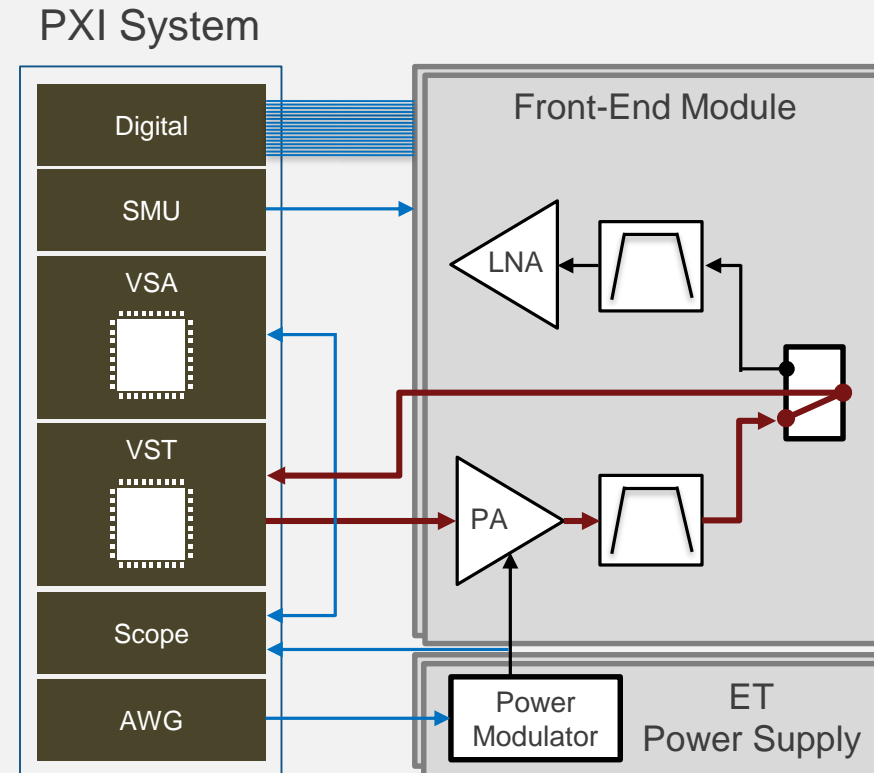 PXI System
Digital
SMU
VSA
VST
Scope
AWG
Front-End Module
LNA
PA
Power
Modulator
ET
Power Supply